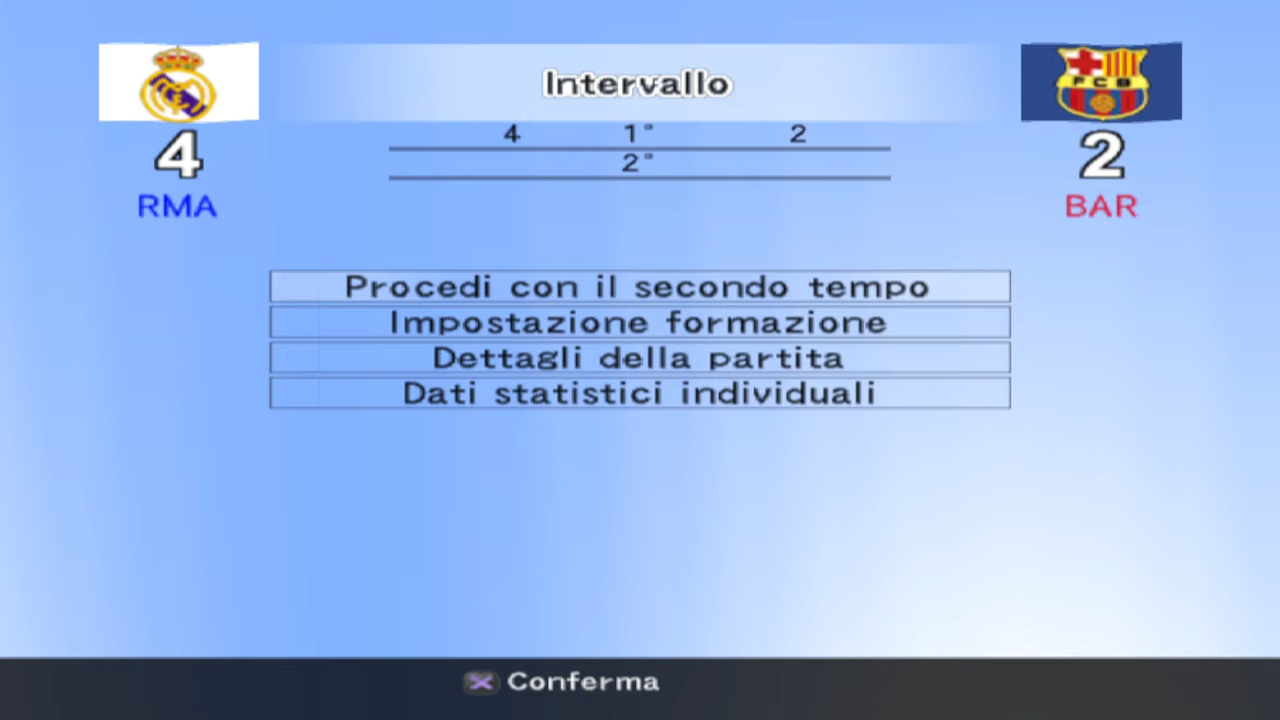 Intervallo
FCB
4 1° 2
2°
4 2
RMA BAR
Procedi con il secondo tempo
Impostazione formazione
Dettagli della partita
Dati statistici individuali
Conferma